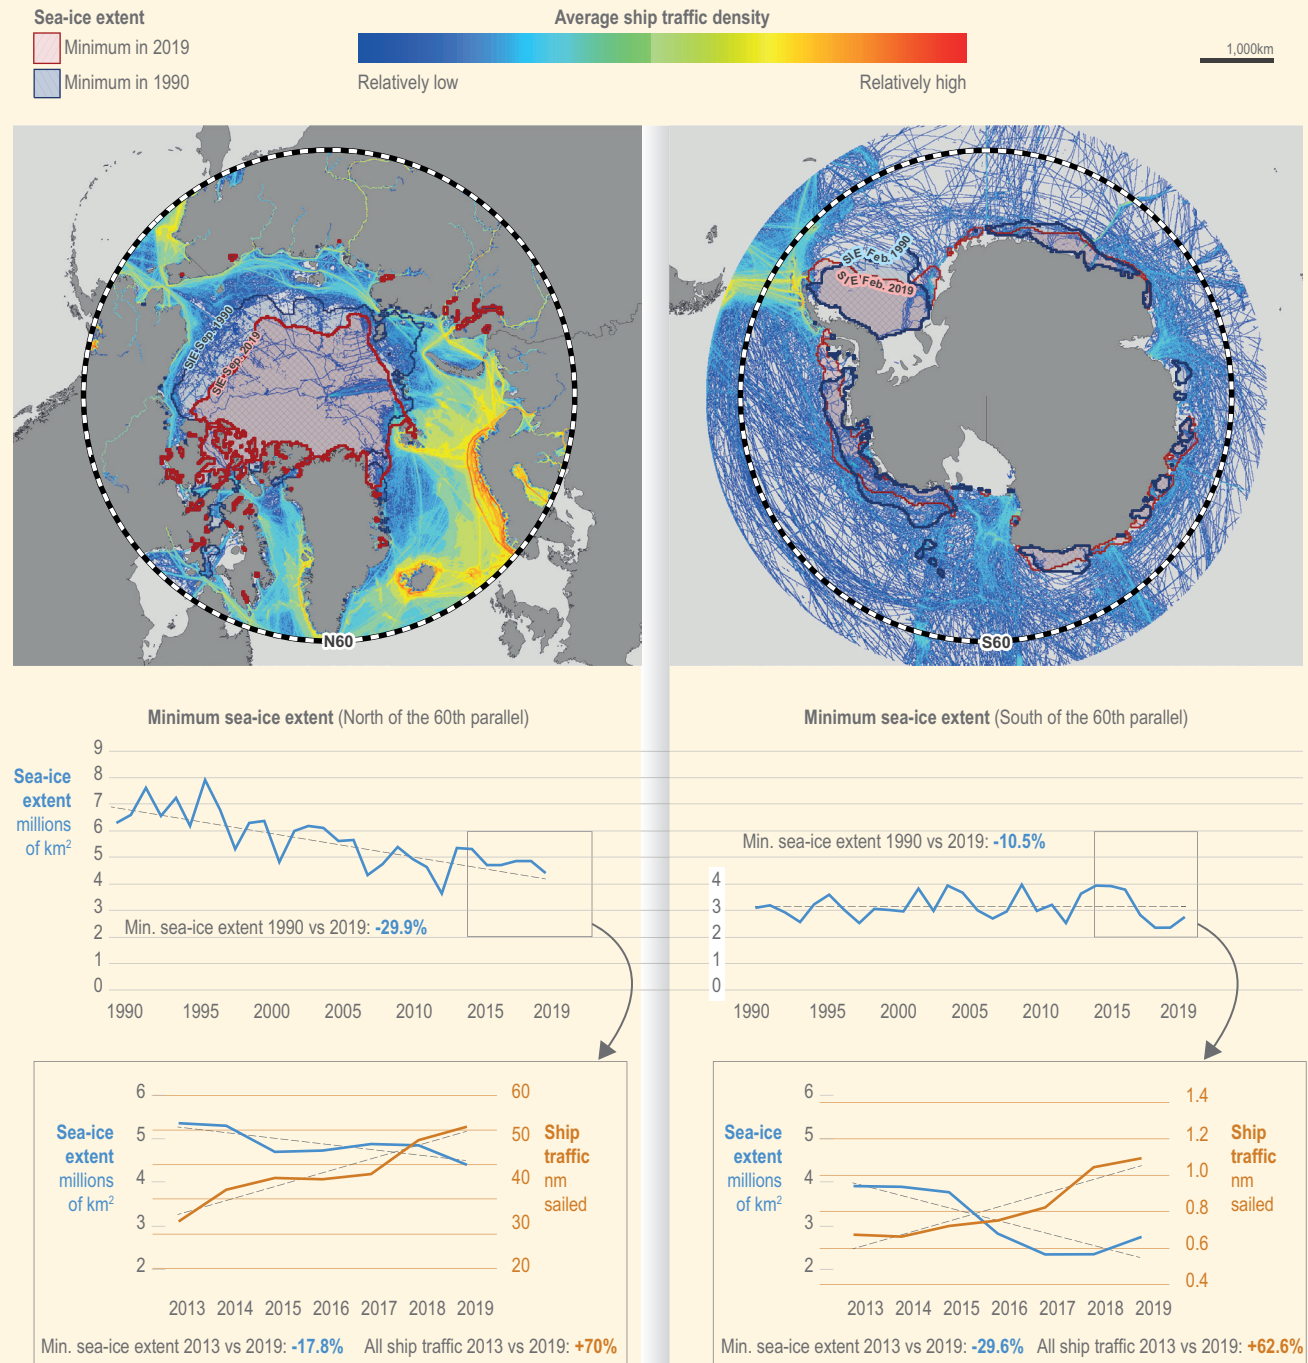 Sea-ice extent
Minimum in 2019
Minimum in 1990
Average ship traffic density
Relatively low
Relatively high
1,000km
SIE Sep. 1990
SIE Sep. 2019
N60
SIE Feb. 1990
SIE Feb. 2019
S60
Minimum sea-ice extent (North of the 60th parallel)
Sea-ice
extent
millions
of km²
9
8
7
6
5
4
3
2
1
0
Min. sea-ice extent 1990 vs 2019: -29.9%
1990 1995 2000 2005 2010 2015 2019
Minimum sea-ice extent (South of the 60th parallel)
Min. sea-ice extent 1990 vs 2019: -10.5%
4
3
2
1
0
1990 1995 2000 2005 2010 2015 2019
Sea-ice
extent
millions
of km²
6
5
4
3
2
60
50
40
30
20
Ship
traffic
nm
sailed
2013 2014 2015 2016 2017 2018 2019
Min. sea-ice extent 2013 vs 2019: -17.8% All ship traffic 2013 vs 2019: +70%
Sea-ice
extent
millions
of km²
6
5
4
3
2
1.4
1.2
1.0
0.8
0.6
0.4
Ship
traffic
nm
sailed
2013 2014 2015 2016 2017 2018 2019
Min. sea-ice extent 2013 vs 2019: -29.6% All ship traffic 2013 vs 2019: +62.6%